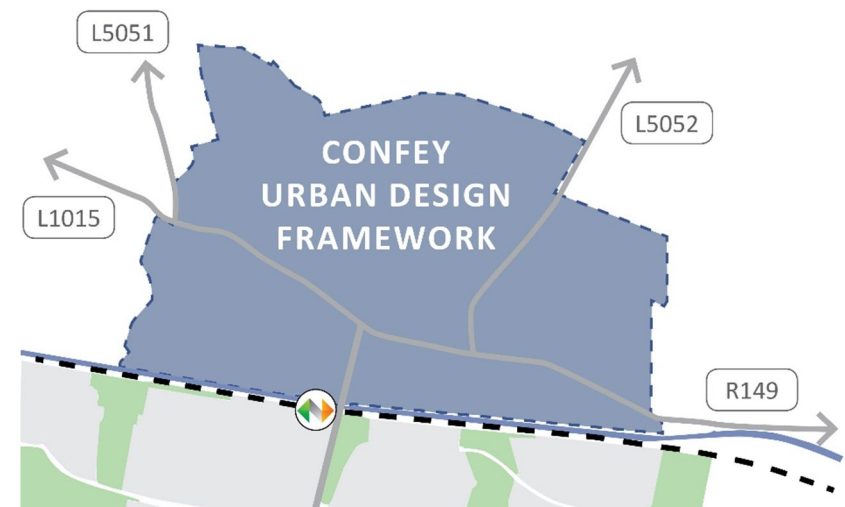 L5051
L5052
CONFEY
URBAN DESIGN
FRAMEWORK
L1015
R149